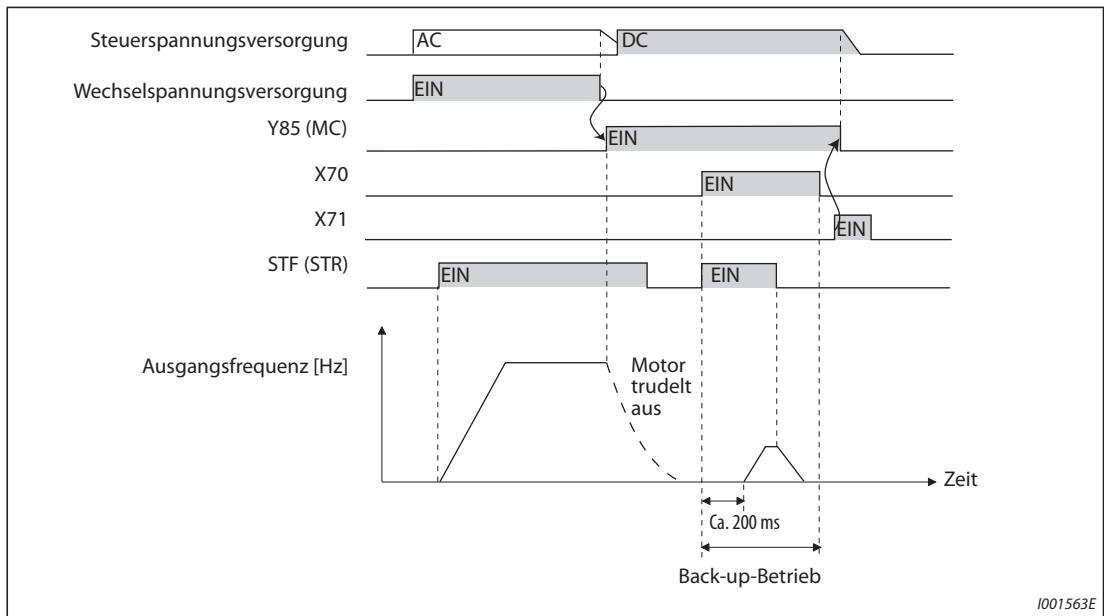 Steuerspannungsversorgung
AC
DC
Wechselspannungsversorgung
EIN
Y85 (MC)
EIN
X70
EIN
X71
EIN
STF (STR)
EIN
EIN
Ausgangsfrequenz [Hz]
Motor
trudelt
aus
Zeit
Ca. 200 ms
Back-up-Betrieb
I001563E